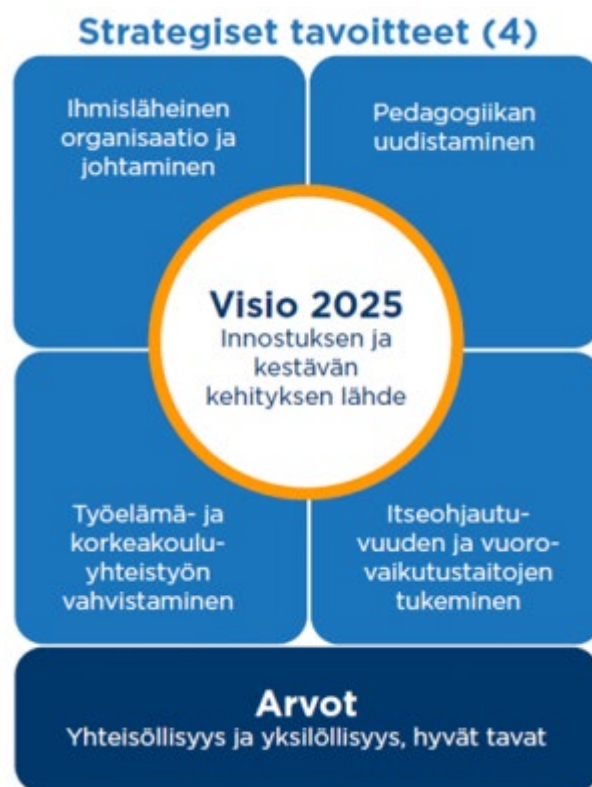 Strategiset tavoitteet (4)
Ihmisläheinen
organisaatio ja
johtaminen
Pedagogiikan
uudistaminen
Visio 2025
Innostuksen ja
kestävän
kehityksen lähde
Työelämä- ja
korkeakoulu-
yhteistyön
vahvistaminen
Itseohjautu-
vuuden ja vuoro-
vaikutustaitojen
tukeminen
Arvot
Yhteisöllisyys ja yksilöllisyys, hyvät tavat